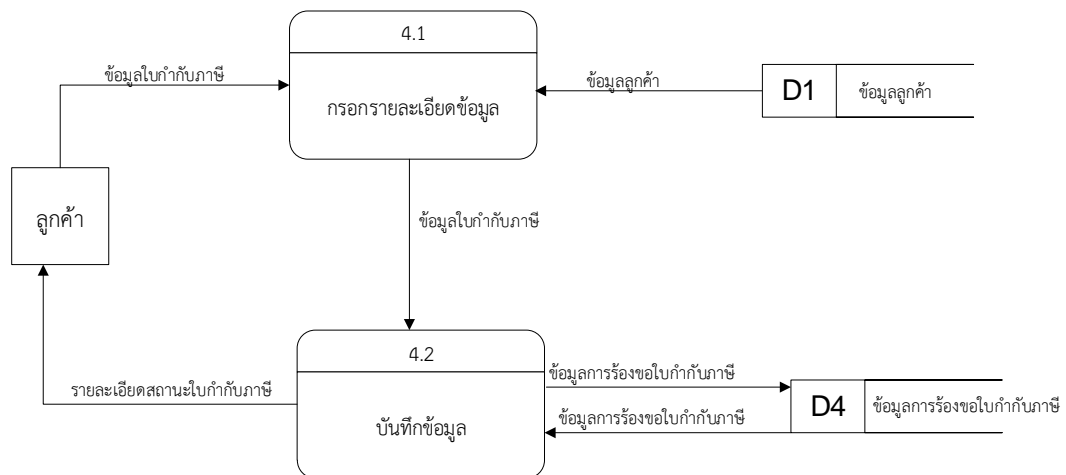 4.1
ข้อมูลใบกำกับภาษี
กรอกรายละเอียดข้อมูล
ข้อมูลลูกค้า
D1
ข้อมูลลูกค้า
ลูกค้า
ข้อมูลใบกำกับภาษี
4.2
รายละเอียดสถานะใบกำกับภาษี
บันทึกข้อมูล
ข้อมูลการร้องขอใบกำกับภาษี
D4
ข้อมูลการร้องขอใบกำกับภาษี
ข้อมูลการร้องขอใบกำกับภาษี